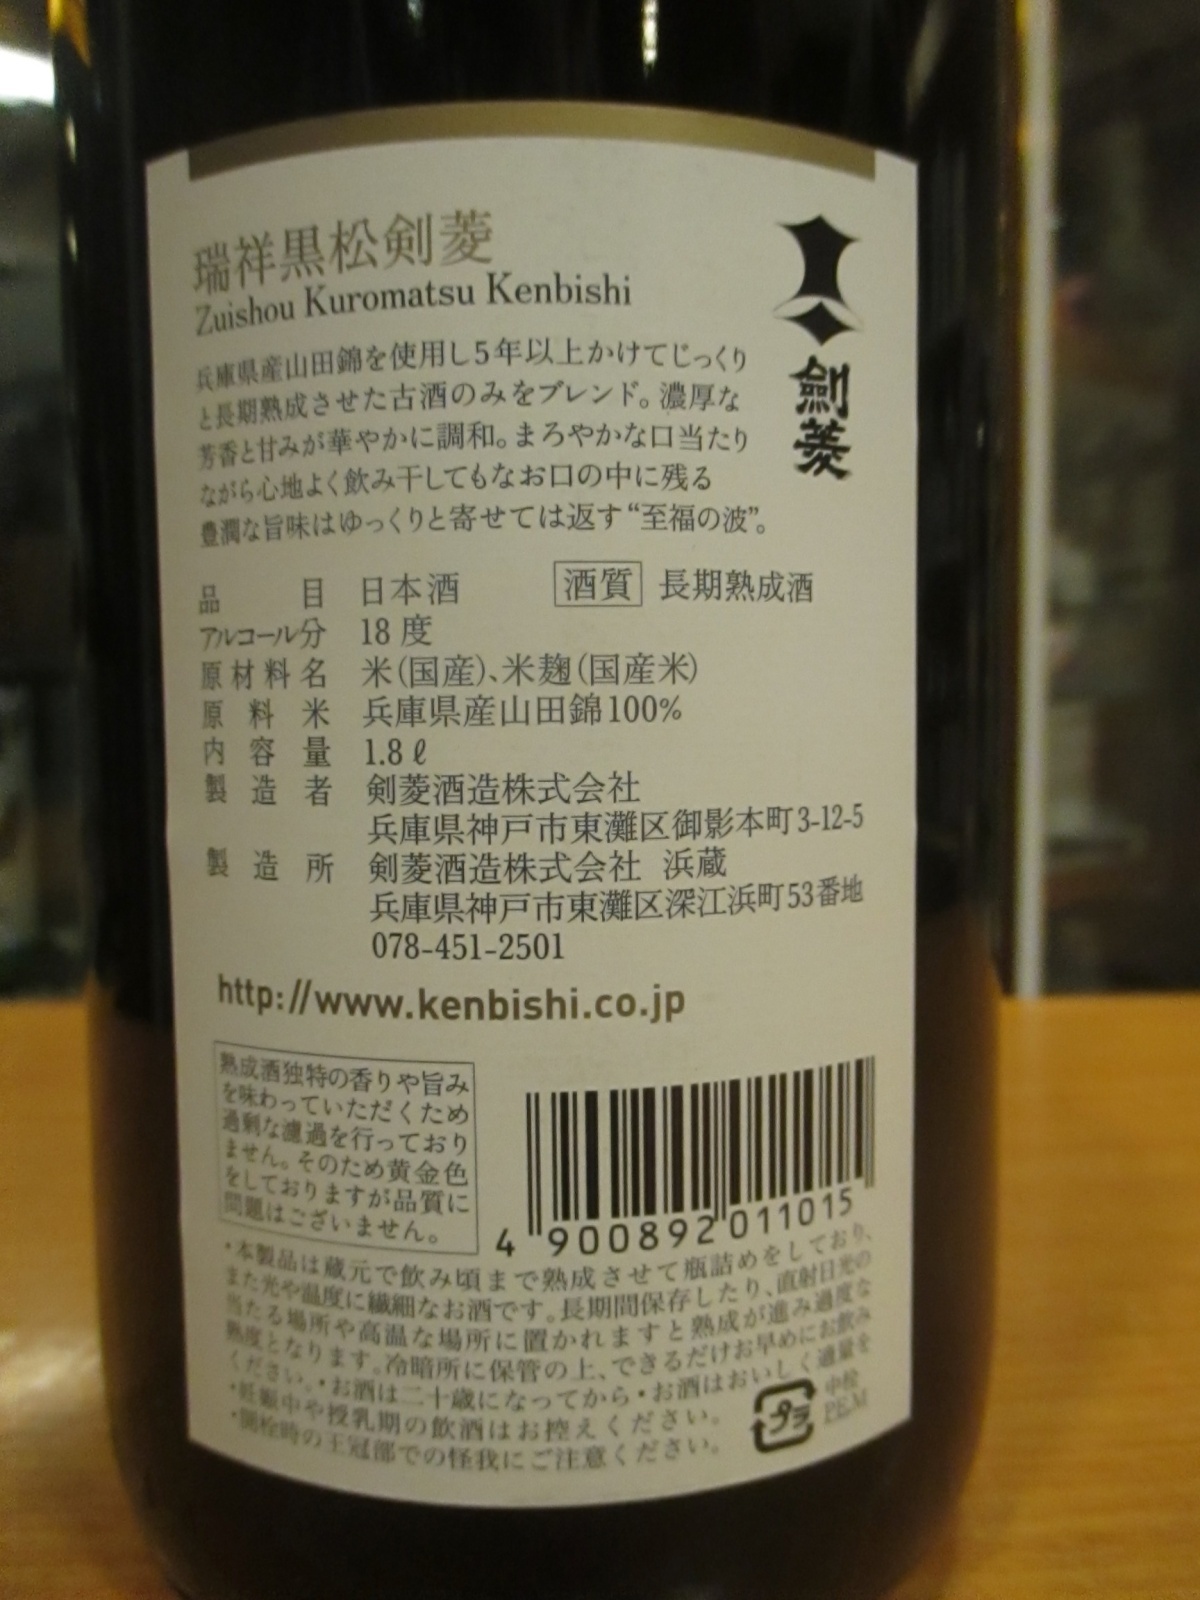 瑞祥黒松剣菱
Zuishou Kuromatsu Kenbishi
剣菱
兵庫県産山田錦を使用し5年以上かけてじっくり
と長期熟成させた古酒のみをブレンド。濃厚な
芳香と甘みが華やかに調和。まろやかな口当たり
ながら心地よく飲み干してもなお口の中に残る
豊潤な旨味はゆっくりと寄せては返す“至福の波”。
品目 日本酒 酒質 長期熟成酒
アルコール分 18度
原材料名 米(国産)、米麹(国産米)
原料米 兵庫県産山田錦100%
内容量 1.8ℓ
製造者 剣菱酒造株式会社
兵庫県神戸市東灘区御影本町3-12-5
製造所 剣菱酒造株式会社 浜蔵
兵庫県神戸市東灘区深江浜町53番地
078-451-2501
http://www.kenbishi.co.jp
熟成酒独特の香りや旨み
を味わっていただくため
過剰な濾過を行っており
ません。そのため黄金色
をしておりますが品質に
問題はございません。
4 900892 011015
・本製品は蔵元で飲み頃まで熟成させて瓶詰めをしており、
また光や温度に繊細なお酒です。長期間保存したり、直射日光の
当たる場所や高温な場所に置かれますと熟成が進み過度な
熟度となります。冷暗所に保管の上、できるだけお早めにお飲み
ください。・お酒は二十歳になってから・お酒はおいしく適量を
・妊娠中や授乳期の飲酒はお控えください。
・開栓時の王冠部での怪我にご注意ください。
プラ
中栓
PE,M